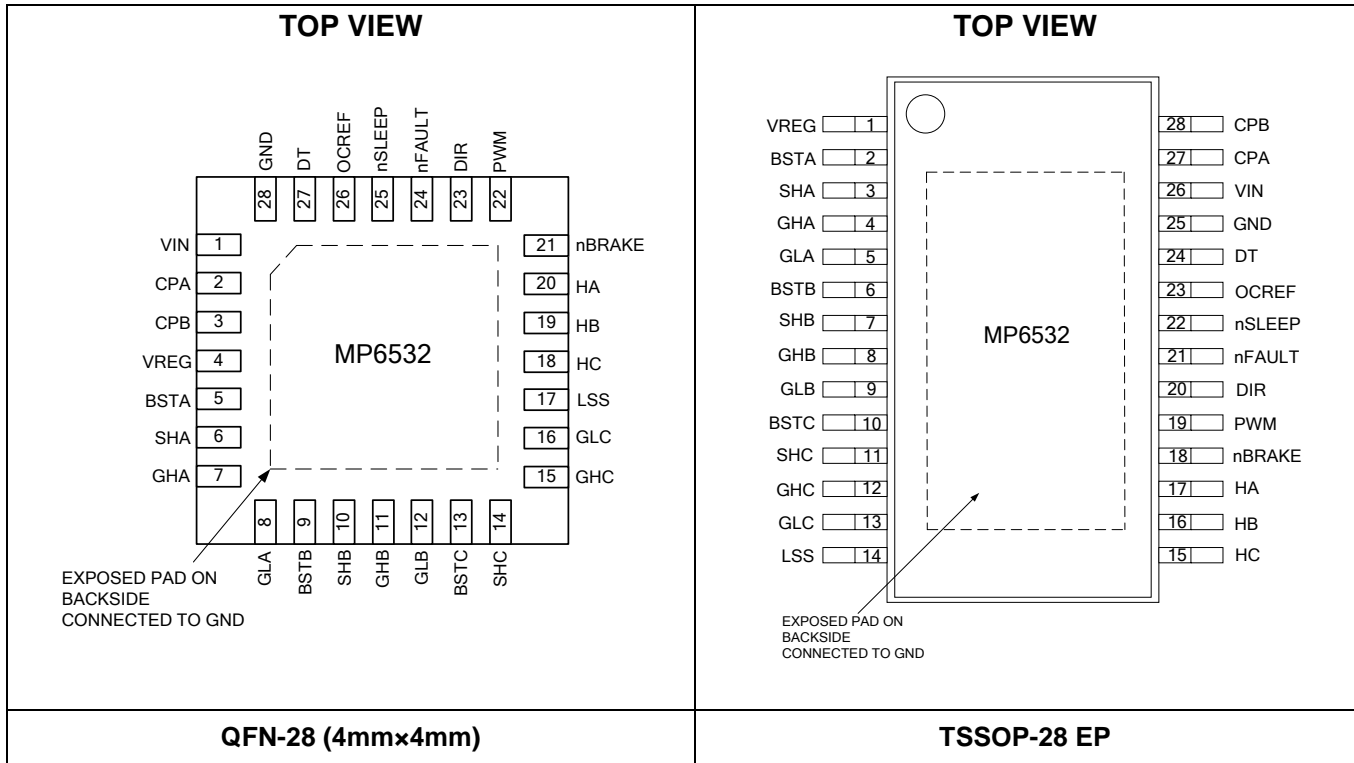 TOP VIEW
GND
DT
OCREF
nSLEEP
nFAULT
DIR
PWM
28
27
26
25
24
23
22
VIN 1
CPA 2
CPB 3
VREG 4
BSTA 5
SHA 6
GHA 7
MP6532
21 nBRAKE
20 HA
19 HB
18 HC
17 LSS
16 GLC
15 GHC
8
9
10
11
12
13
14
GLA
BSTB
SHB
GHB
GLB
BSTC
SHC
EXPOSED PAD ON
BACKSIDE
CONNECTED TO GND
QFN-28 (4mm×4mm)
TOP VIEW
VREG 1
BSTA 2
SHA 3
GHA 4
GLA 5
BSTB 6
SHB 7
GHB 8
GLB 9
BSTC 10
SHC 11
GHC 12
GLC 13
LSS 14
MP6532
28 CPB
27 CPA
26 VIN
25 GND
24 DT
23 OCREF
22 nSLEEP
21 nFAULT
20 DIR
19 PWM
18 nBRAKE
17 HA
16 HB
15 HC
EXPOSED PAD ON
BACKSIDE
CONNECTED TO GND
TSSOP-28 EP